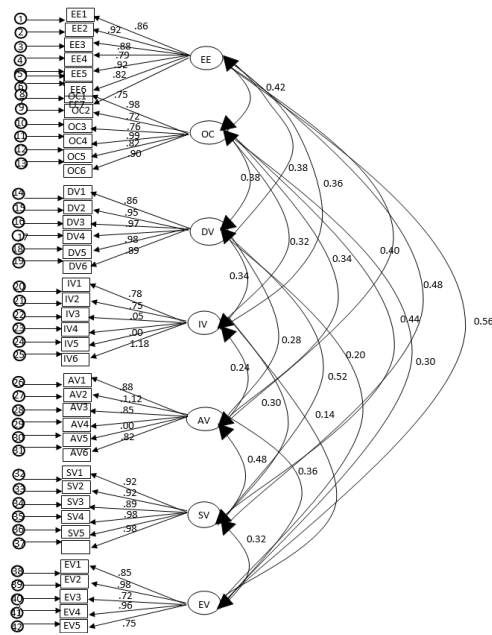 1 EE1 .86
2 EE2 .92
3 EE3 .88
4 EE4 .79
5 EE5 .92
6 EE6 .82
EE7 .75
EE
8 OC1 .98
9 OC2 .72
10 OC3 .76
11 OC4 .99
12 OC5 .82
13 OC6 .90
OC
14 DV1 .86
15 DV2 .95
16 DV3 .97
17 DV4
18 DV5 .98
19 DV6 .89
DV
20 IV1 .78
21 IV2 .75
22 IV3 .05
23 IV4
24 IV5 .00
25 IV6 1.18
IV
26 AV1 .88
27 AV2 .1,12
28 AV3 .85
29 AV4
30 AV5 .00
31 AV6 .82
AV
32 SV1 .92
33 SV2 .92
34 SV3 .89
35 SV4 .98
36 SV5 .98
37
SV
38 EV1 .85
39 EV2 .98
40 EV3 .72
41 EV4 .96
42 EV5 .75
EV
0.42
0.38
0.38
0.36
0.32
0.34
0.40
0.48
0.56
0.34
0.28
0.44
0.24
0.20
0.30
0.52
0.30
0.14
0.48
0.36
0.32